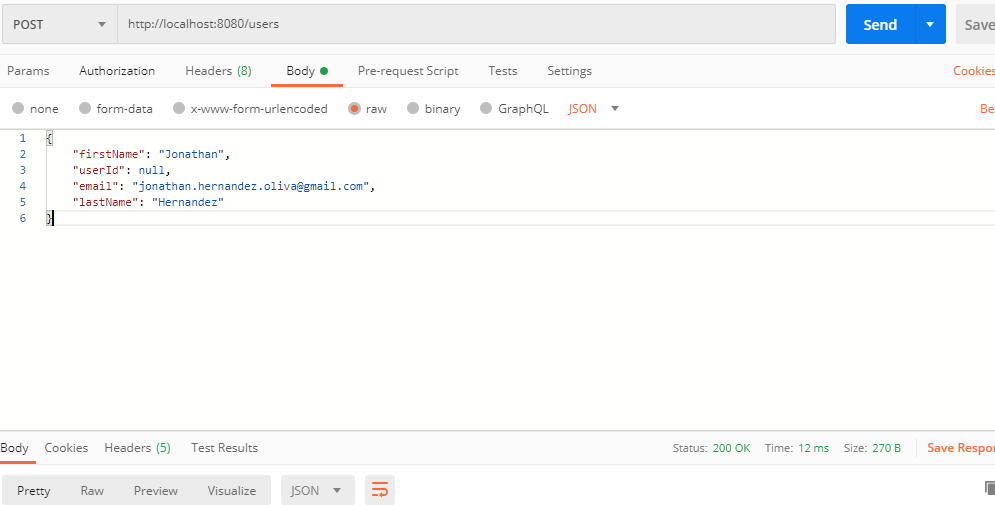 POST http://localhost:8080/users Send Save
Params Authorization Headers (8) Body Pre-request Script Tests Settings Cookies
none form-data x-www-form-urlencoded raw binary GraphQL JSON Be
1 {
2 "firstName": "Jonathan",
3 "userId": null,
4 "email": "jonathan.hernandez.oliva@gmail.com",
5 "lastName": "Hernandez"
6 }
Body Cookies Headers (5) Test Results Status: 200 OK Time: 12 ms Size: 270 B Save Respon
Pretty Raw Preview Visualize JSON